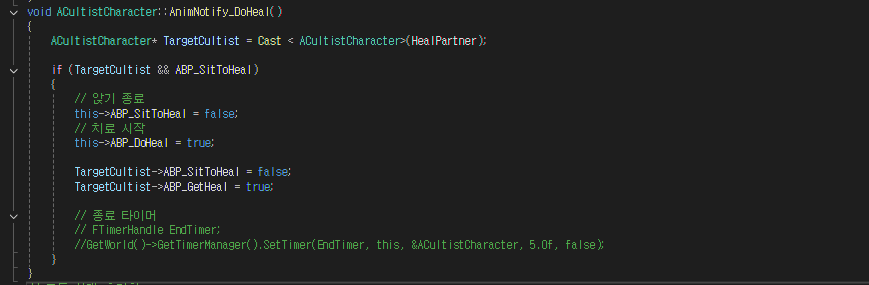 void ACultistCharacter::AnimNotify_DoHeal()
{
ACultistCharacter* TargetCultist = Cast < ACultistCharacter>(HealPartner);
if (TargetCultist && ABP_SitToHeal)
{
// 앉기 종료
this->ABP_SitToHeal = false;
// 치료 시작
this->ABP_DoHeal = true;
TargetCultist->ABP_SitToHeal = false;
TargetCultist->ABP_GetHeal = true;
// 종료 타이머
// FTimerHandle EndTimer;
//GetWorld()->GetTimerManager().SetTimer(EndTimer, this, &ACultistCharacter, 5.0f, false);
}
}